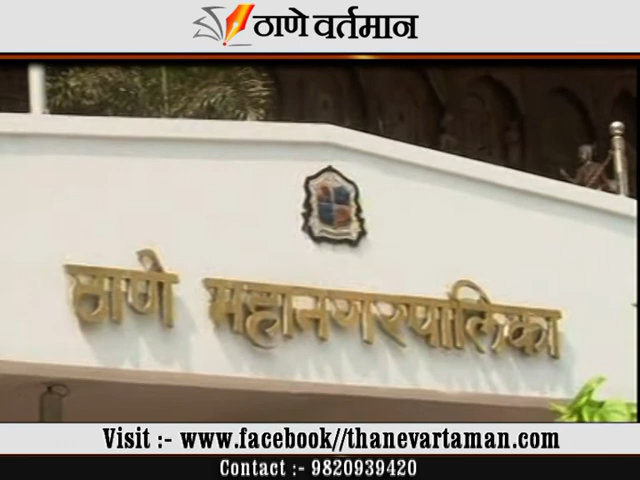 ठाणे वर्तमान
ठाणे महानगरपालिका
Visit :- www.facebook//thanevartaman.com
Contact :- 9820939420